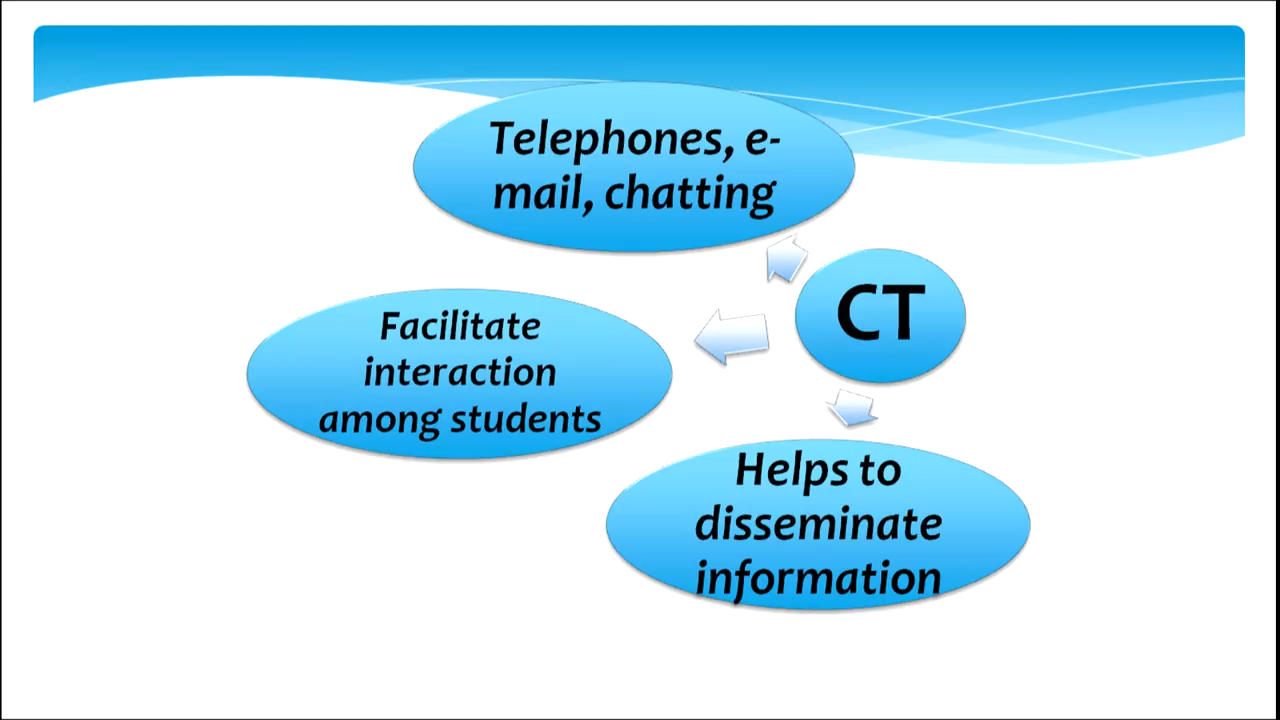 Telephones, e-
mail, chatting
CT
Facilitate
interaction
among students
Helps to
disseminate
information